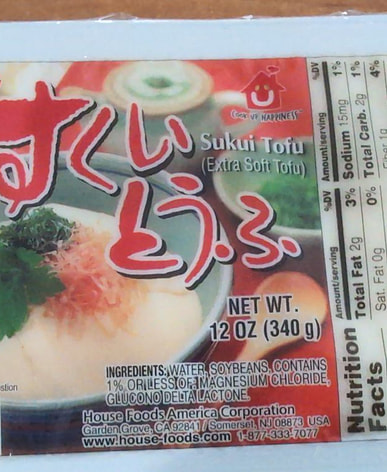 COOK UP HAPPINESS
すくい
とうふ
Sukui Tofu
(Extra Soft Tofu)
NET WT.
12 OZ (340 g)
INGREDIENTS: WATER, SOYBEANS, CONTAINS
1% OR LESS OF: MAGNESIUM CHLORIDE,
GLUCONO DELTA LACTONE.
House Foods America Corporation
Garden Grove, CA 92841 / Somerset, NJ 08873 USA
www.house-foods.com 1-877-333-7077
Nutrition
Facts
Amount/serving %DV
Total Fat 2g 3%
Sat. Fat 0g 0%
Amount/serving %DV
Sodium 15mg 1%
Total Carb. 2g 1%
4%